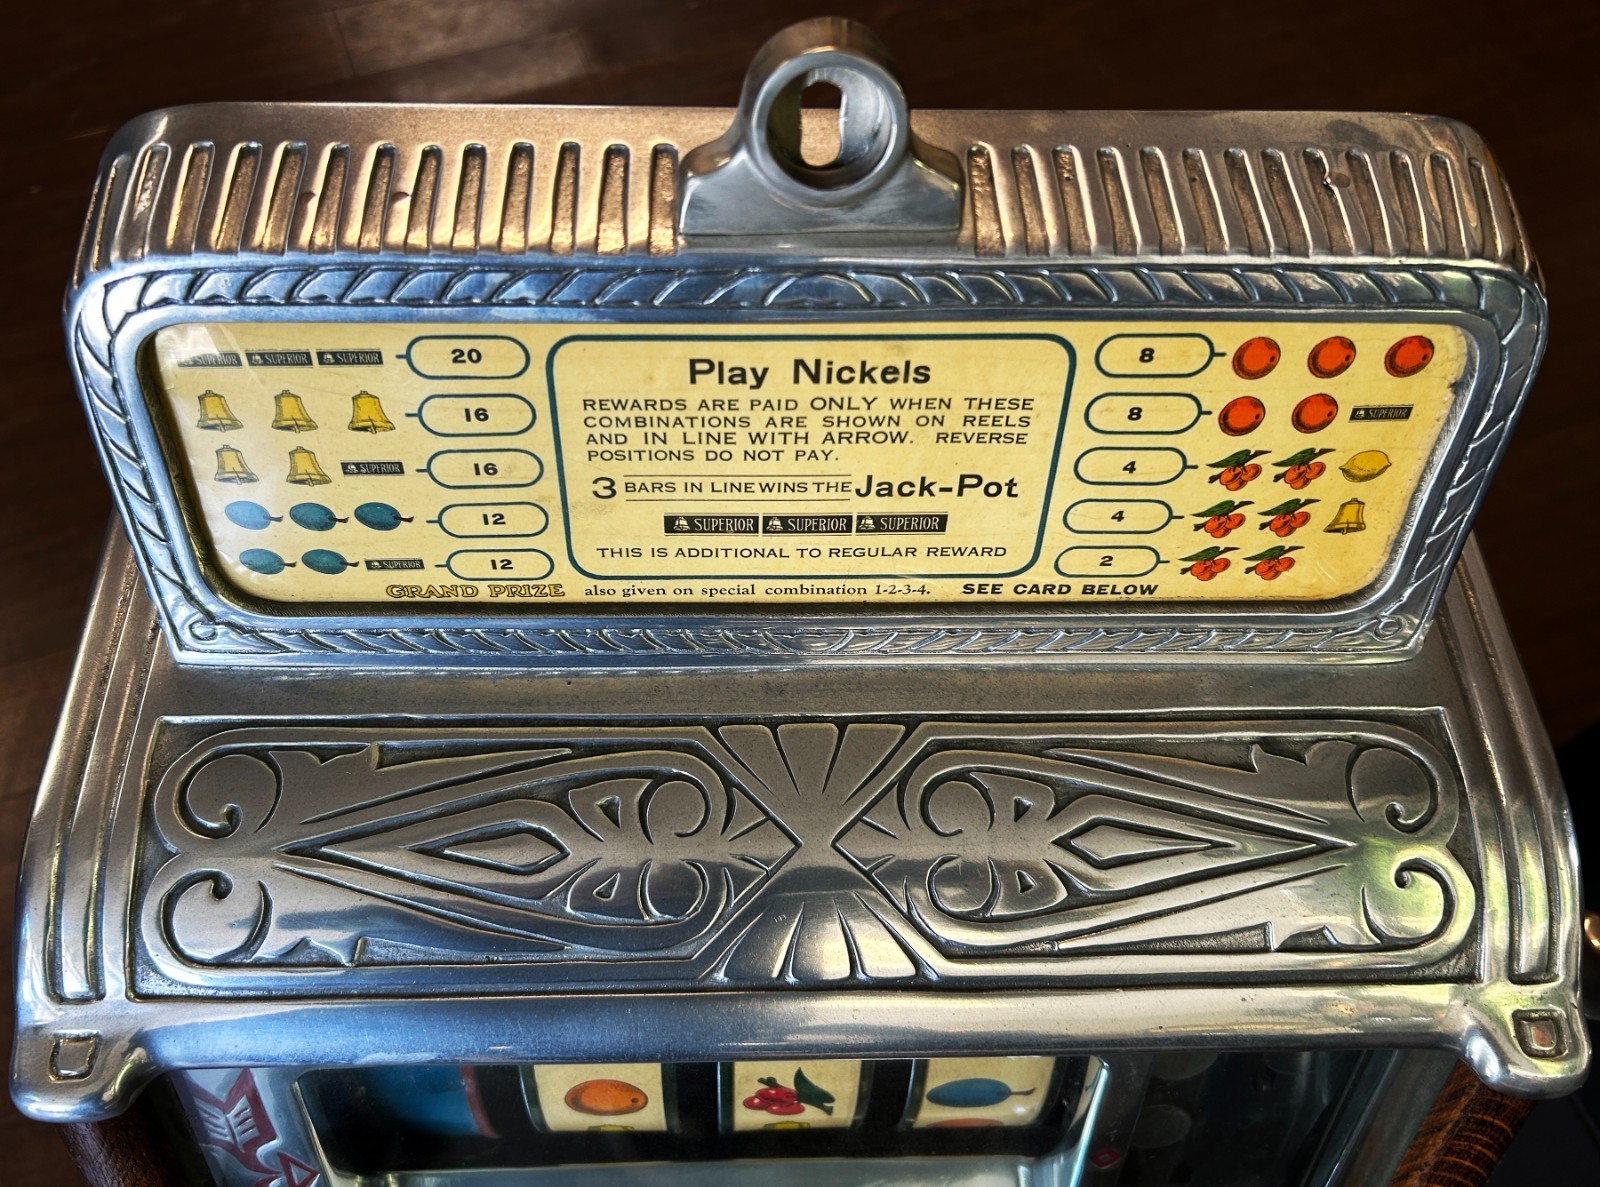 SUPERIOR SUPERIOR SUPERIOR 20
16
SUPERIOR 16
12
SUPERIOR 12
Play Nickels
REWARDS ARE PAID ONLY WHEN THESE
COMBINATIONS ARE SHOWN ON REELS
AND IN LINE WITH ARROW. REVERSE
POSITIONS DO NOT PAY.
3 BARS IN LINE WINS THE Jack-Pot
SUPERIOR SUPERIOR SUPERIOR
THIS IS ADDITIONAL TO REGULAR REWARD
8
8 SUPERIOR
4
4
2
GRAND PRIZE also given on special combination 1-2-3-4. SEE CARD BELOW